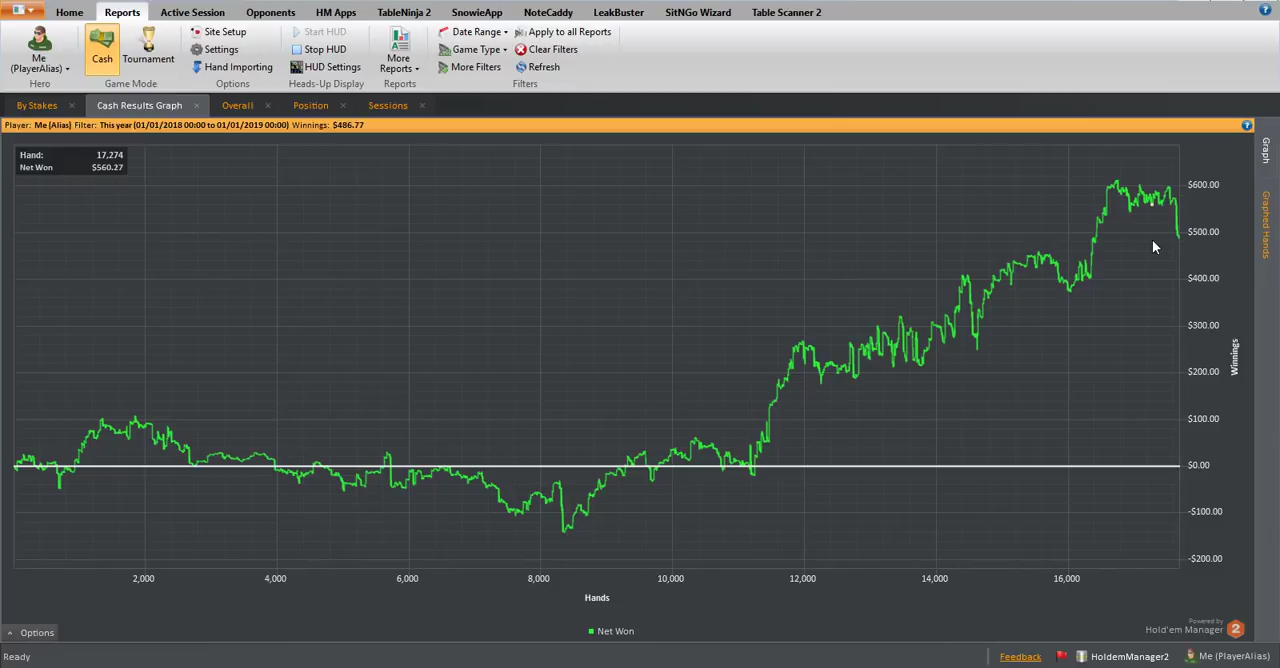 Home Reports Active Session Opponents HM Apps TableNinja 2 SnowieApp NoteCaddy LeakBuster SitNGo Wizard Table Scanner 2
Me
(PlayerAlias)
Hero
Cash Tournament
Game Mode
Site Setup
Settings
Hand Importing
Options
Start HUD
Stop HUD
HUD Settings
Heads-Up Display
More
Reports
Reports
Date Range Apply to all Reports
Game Type Clear Filters
More Filters Refresh
Filters
By Stakes Cash Results Graph Overall Position Sessions
Player: Me {Alias} Filter: This year (01/01/2018 00:00 to 01/01/2019 00:00) Winnings: $486.77
Hand: 17,274
Net Won $560.27
Graph
Graphed Hands
$600.00
$500.00
$400.00
$300.00
$200.00
$100.00
$0.00
-$100.00
-$200.00
Winnings
2,000 4,000 6,000 8,000 10,000 12,000 14,000 16,000
Hands
Net Won
Powered by
Hold'em Manager 2
Options
Ready Feedback HoldemManager2 Me (PlayerAlias)